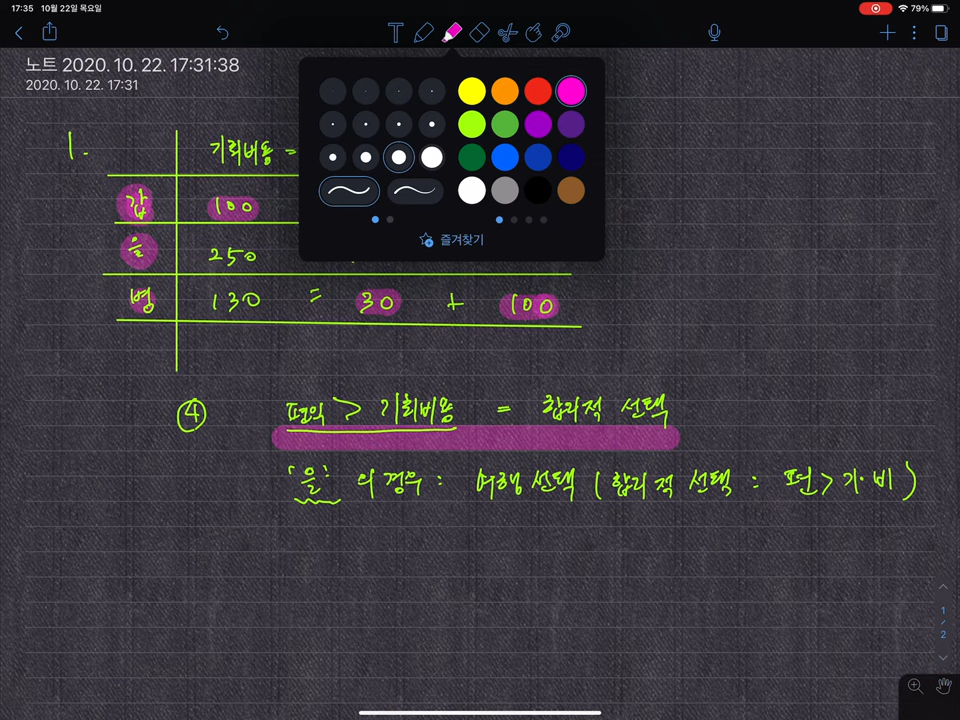 17:35 10월 22일 목요일 79%
노트 2020. 10. 22. 17:31:38
2020. 10. 22. 17:31
즐겨찾기
1. 기회비용 =
갑 100
을 250
병 130 = 30 + 100
④ 편익 > 기회비용 = 합리적 선택
'을' 의 경우 : 여행 선택 ( 합리적 선택 : 편 > 기·비 )
1
/
2